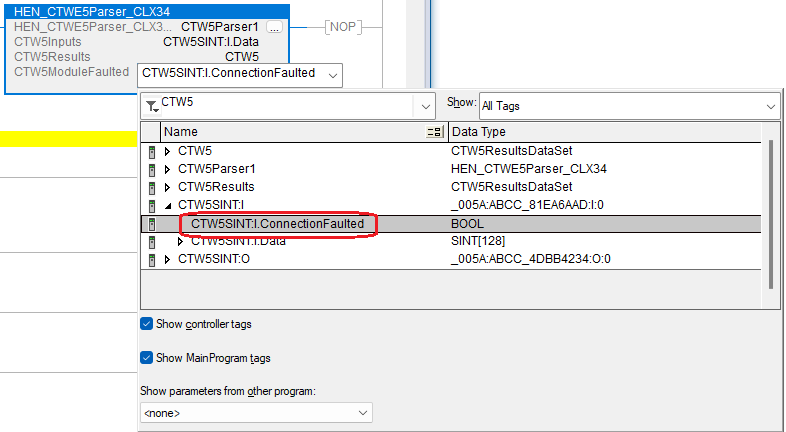 HEN_CTWE5Parser_CLX34
HEN_CTWE5Parser_CLX3... CTW5Parser1 ...
CTW5Inputs CTW5SINT:I.Data
CTW5Results CTW5
CTW5ModuleFaulted CTW5SINT:I.ConnectionFaulted
NOP
CTW5 Show: All Tags
Name Data Type
CTW5 CTW5ResultsDataSet
CTW5Parser1 HEN_CTWE5Parser_CLX34
CTW5Results CTW5ResultsDataSet
CTW5SINT:I _005A:ABCC_81EA6AAD:I:0
CTW5SINT:I.ConnectionFaulted BOOL
CTW5SINT:I.Data SINT[128]
CTW5SINT:O _005A:ABCC_4DBB4234:O:0
Show controller tags
Show MainProgram tags
Show parameters from other program:
<none>